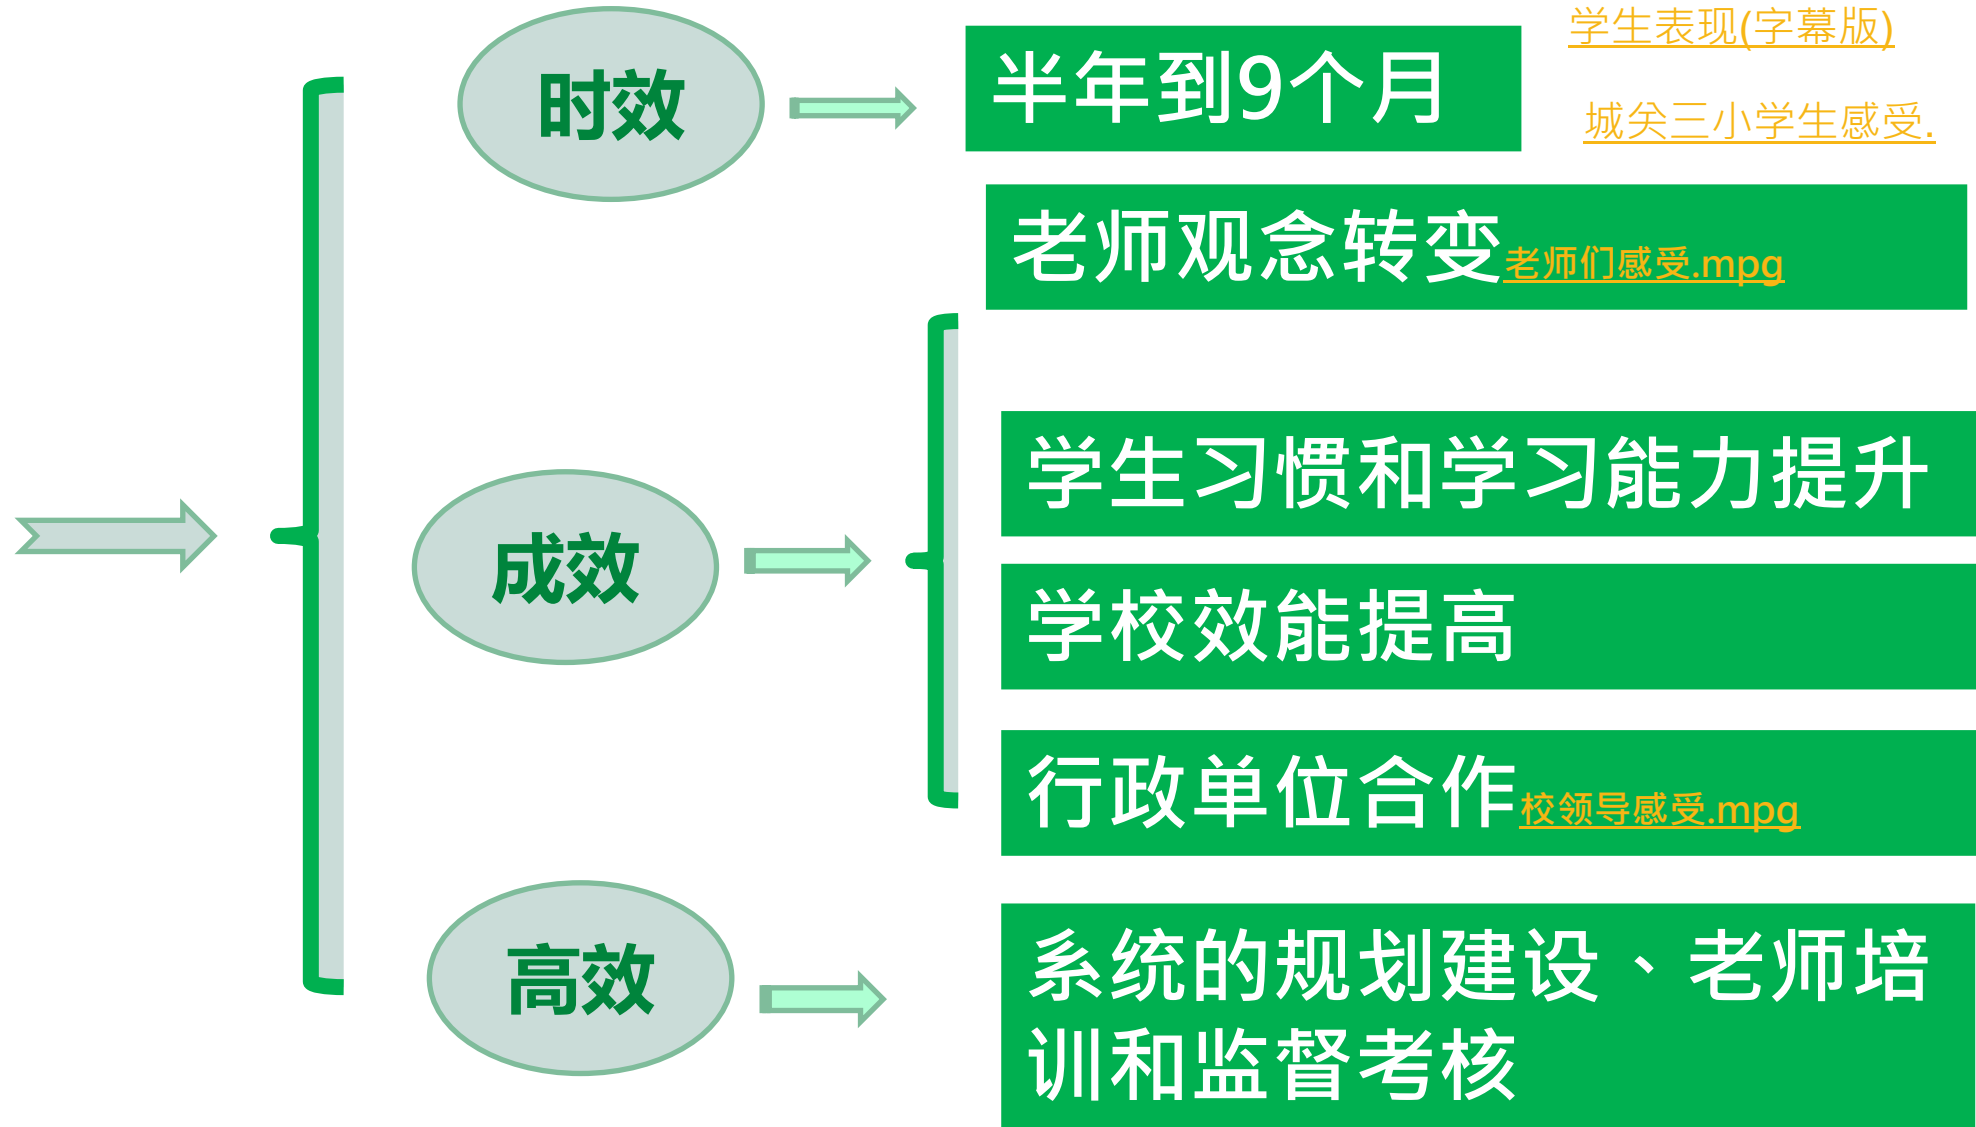 时效
半年到9个月
学生表现(字幕版)
城关三小学生感受.
老师观念转变老师们感受.mpg
成效
学生习惯和学习能力提升
学校效能提高
行政单位合作校领导感受.mpg
高效
系统的规划建设、老师培
训和监督考核